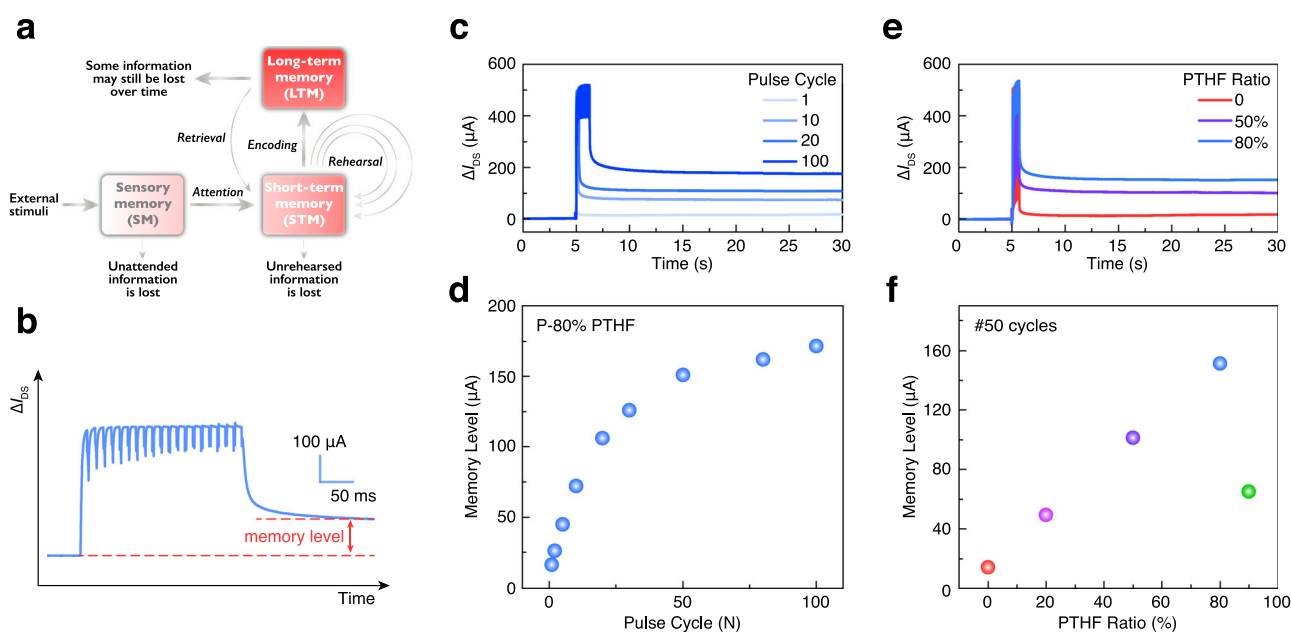 a
Some information
may still be lost
over time
Long-term
memory
(LTM)
Retrieval
Encoding
Rehearsal
External
stimuli
Sensory
memory
(SM)
Attention
Short-term
memory
(STM)
Unattended
information
is lost
Unrehearsed
information
is lost
b
ΔIDS
100 µA
50 ms
memory level
Time
c
ΔIDS (µA)
600
400
200
0
Pulse Cycle
1
10
20
100
0 5 10 15 20 25 30
Time (s)
d
Memory Level (µA)
200
150
100
50
0
P-80% PTHF
0 50 100
Pulse Cycle (N)
e
ΔIDS (µA)
600
400
200
0
PTHF Ratio
0
50%
80%
0 5 10 15 20 25 30
Time (s)
f
Memory Level (µA)
160
120
80
40
0
#50 cycles
0 20 40 60 80 100
PTHF Ratio (%)